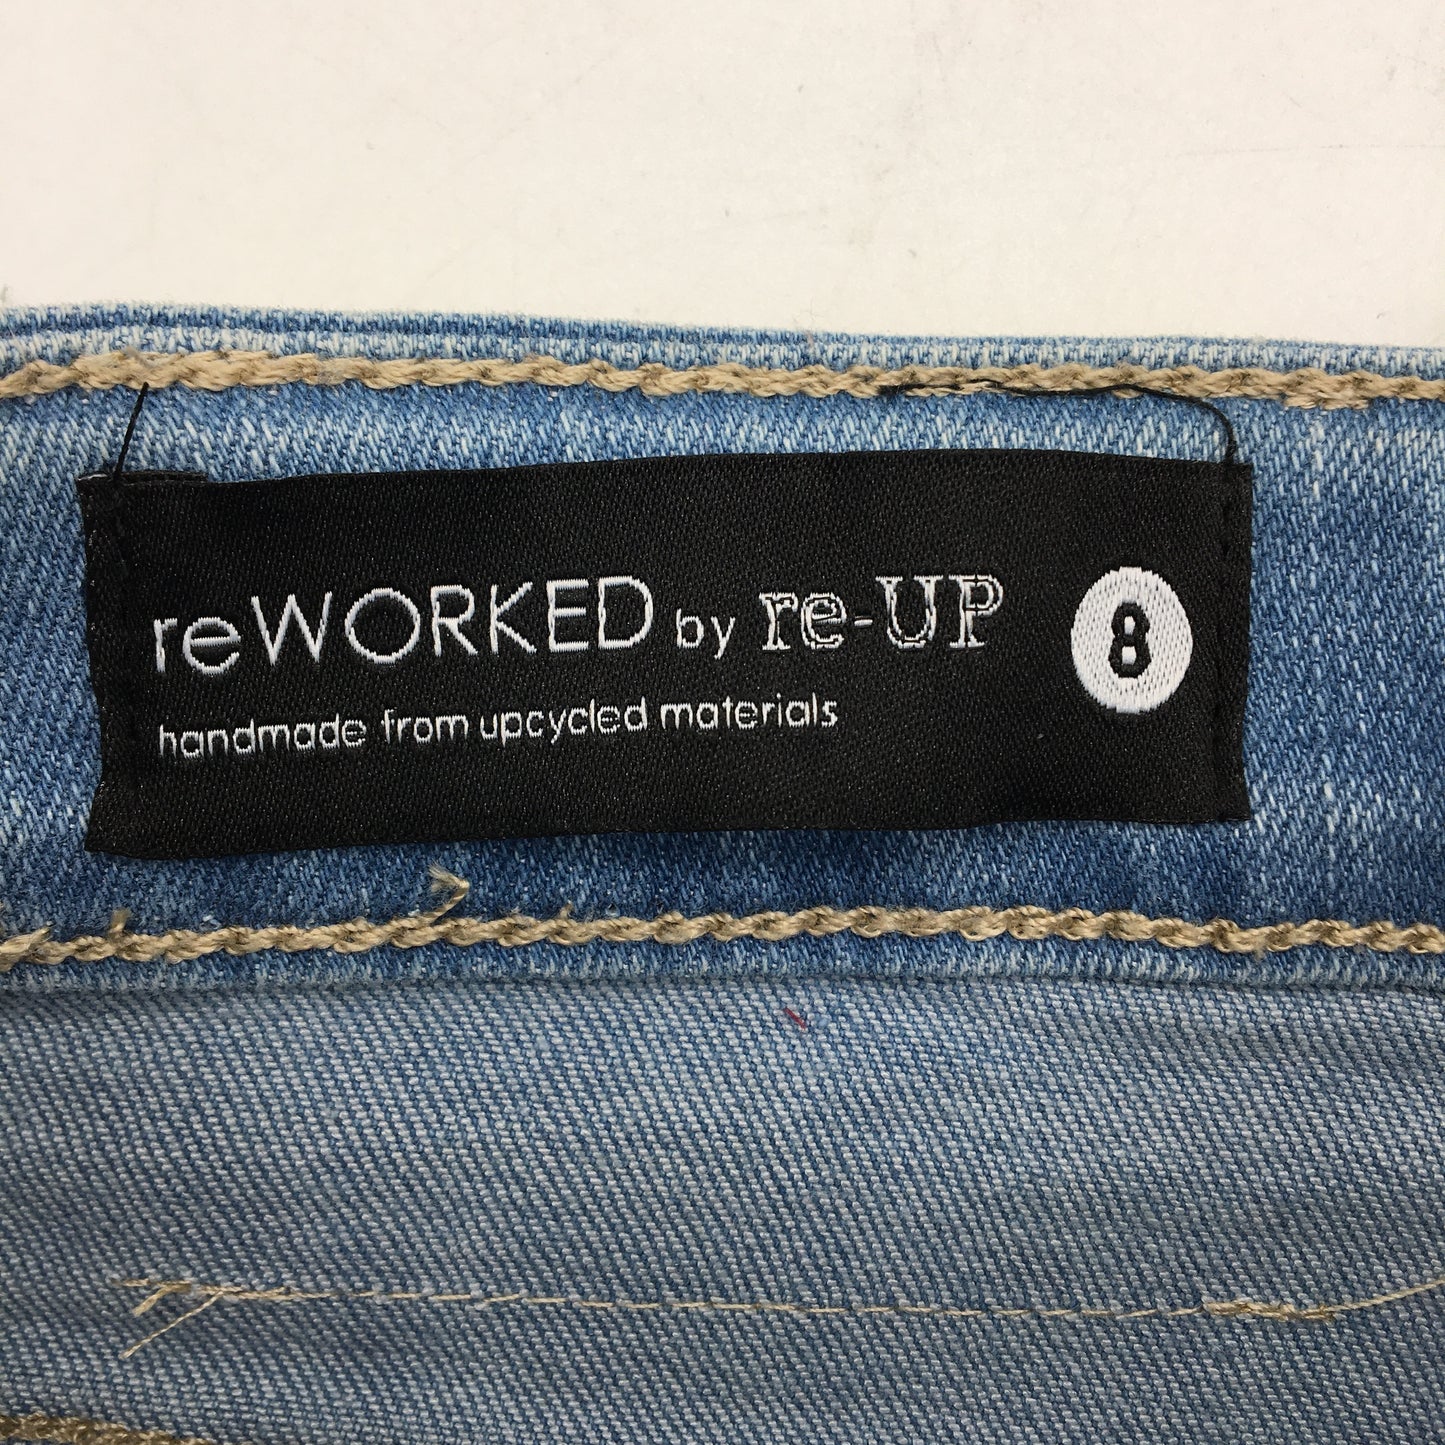 reWORKED by re-UP 8
handmade from upcycled materials